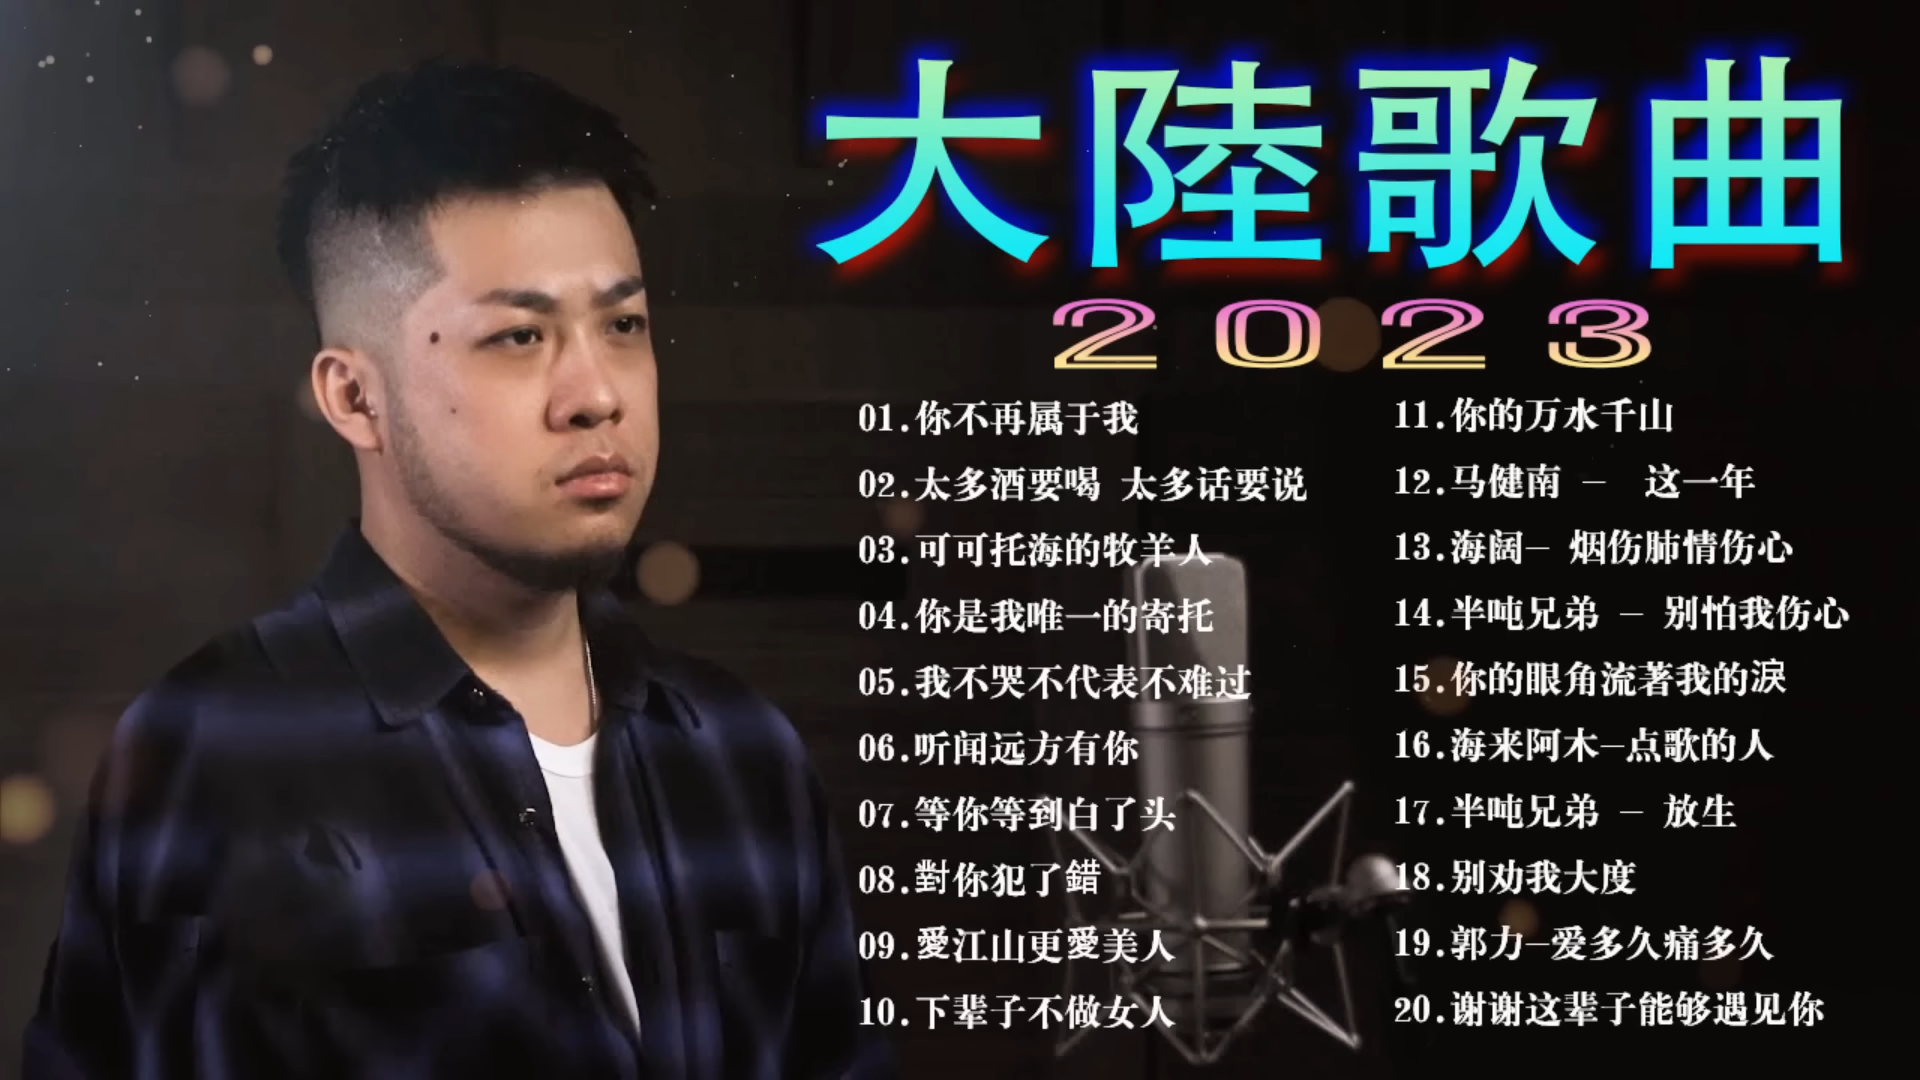 大陸歌曲
2023
01.你不再属于我
02.太多酒要喝 太多话要说
03.可可托海的牧羊人
04.你是我唯一的寄托
05.我不哭不代表不难过
06.听闻远方有你
07.等你等到白了头
08.對你犯了錯
09.愛江山更愛美人
10.下辈子不做女人
11.你的万水千山
12.马健南 – 这一年
13.海阔– 烟伤肺情伤心
14.半吨兄弟 – 别怕我伤心
15.你的眼角流著我的淚
16.海来阿木–点歌的人
17.半吨兄弟 – 放生
18.别劝我大度
19.郭力–爱多久痛多久
20.谢谢这辈子能够遇见你